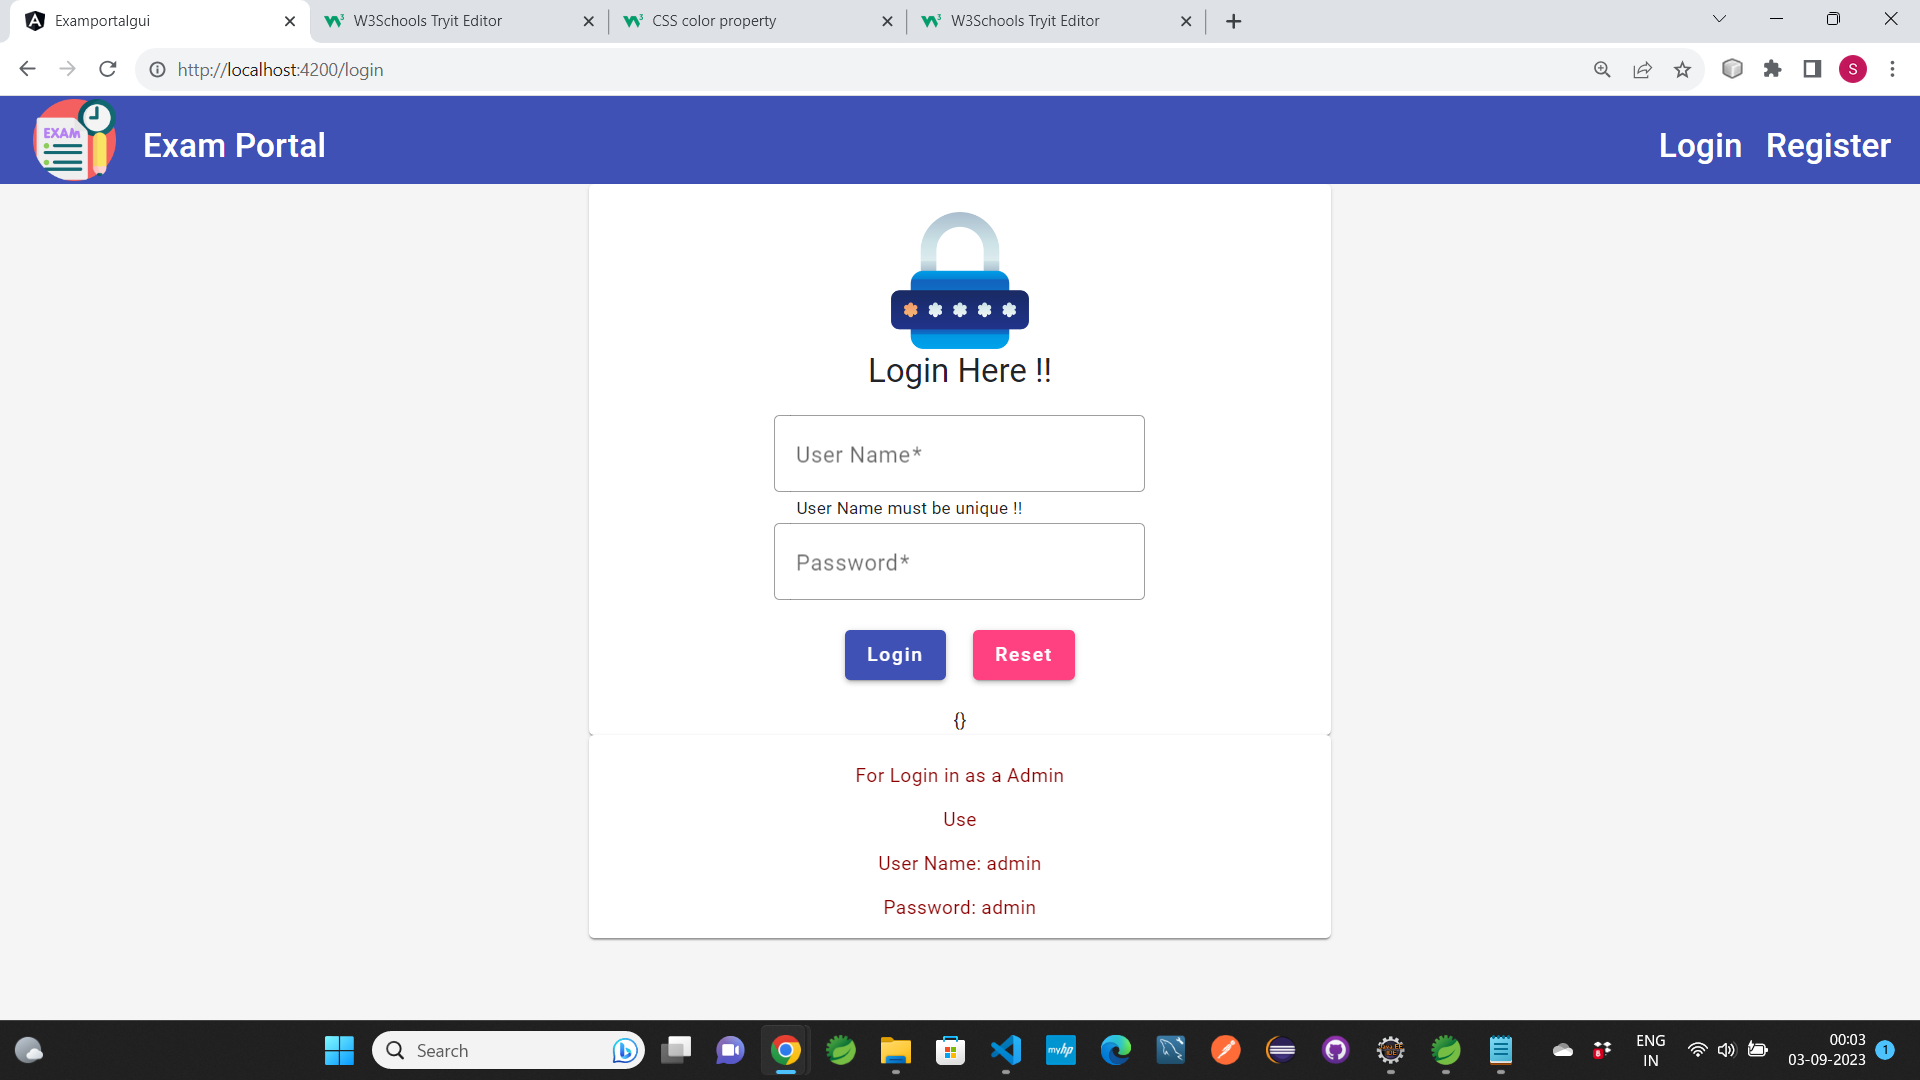 Examportalgui
W3Schools Tryit Editor
CSS color property
W3Schools Tryit Editor
http://localhost:4200/login
S
EXAM
Exam Portal
Login
Register
Login Here !!
User Name*
User Name must be unique !!
Password*
Login
Reset
{}
For Login in as a Admin
Use
User Name: admin
Password: admin
Search
myhp
8
ENG
IN
00:03
03-09-2023
1